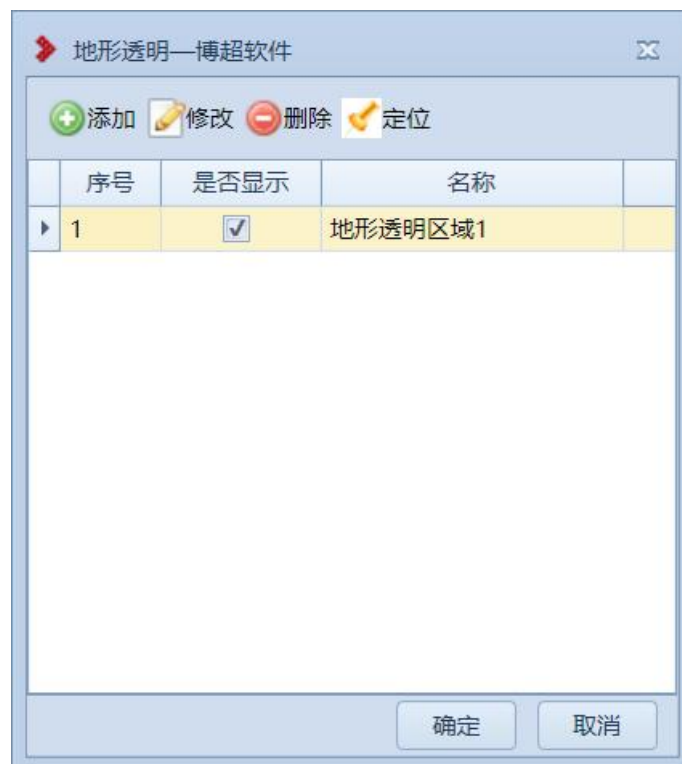 地形透明—博超软件
添加 修改 删除 定位
序号 是否显示 名称
1 地形透明区域1
确定 取消